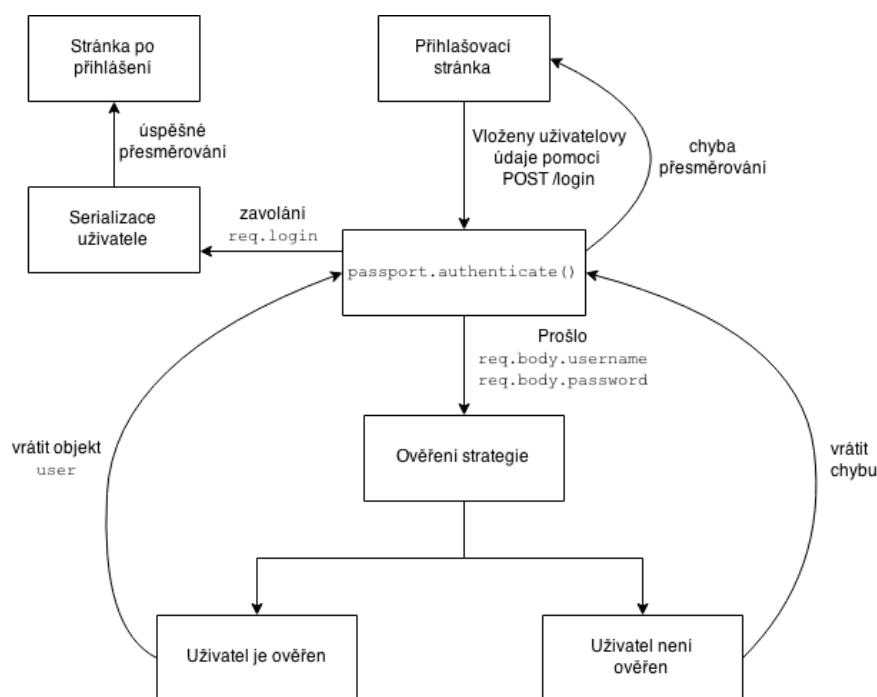 Stránka po
přihlášení
Přihlašovací
stránka
úspěšné
přesměrování
Vloženy uživatelovy
údaje pomocí
POST /login
chyba
přesměrování
Serializace
uživatele
zavolání
req.login
passport.authenticate()
Prošlo
req.body.username
req.body.password
vrátit objekt
user
Ověření strategie
vrátit
chybu
Uživatel je ověřen
Uživatel není
ověřen